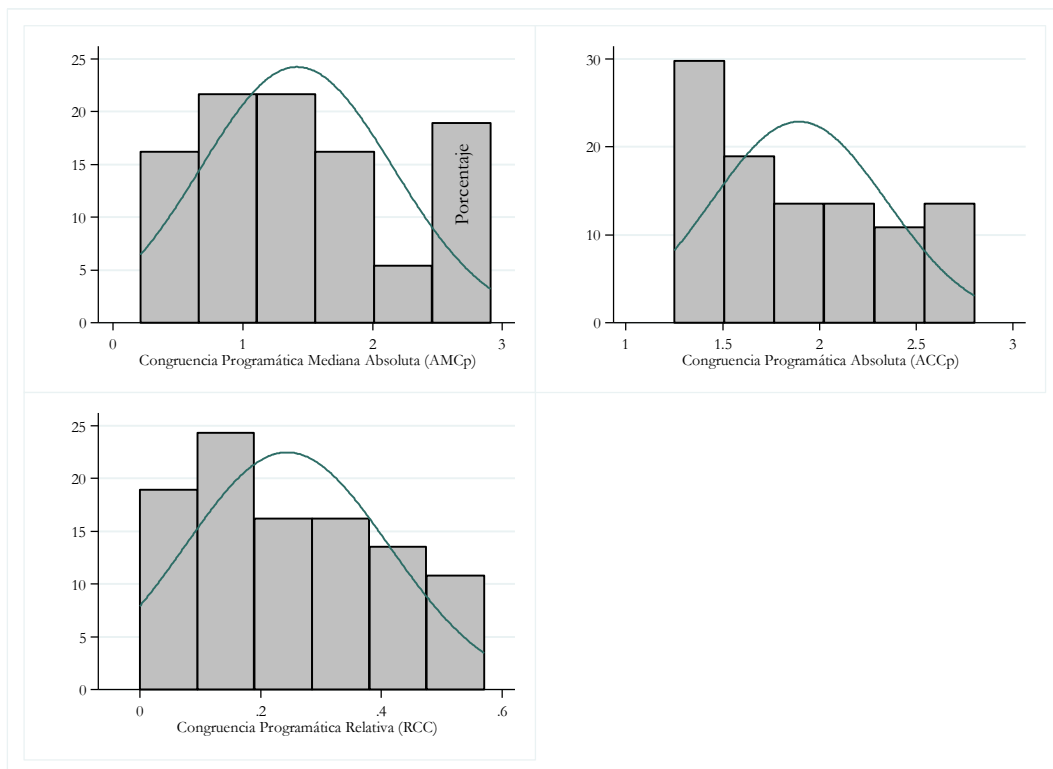 25
20
15
10
5
0
Porcentaje
0 1 2 3
Congruencia Programática Mediana Absoluta (AMCp)
30
20
10
0
1 1.5 2 2.5 3
Congruencia Programática Absoluta (ACCp)
25
20
15
10
5
0
0 .2 .4 .6
Congruencia Programática Relativa (RCC)